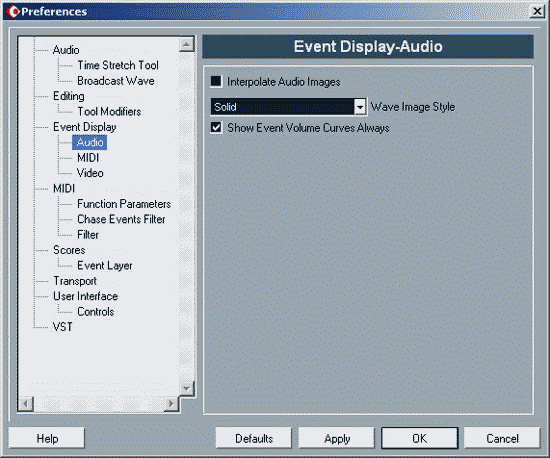 Preferences
Audio
Time Stretch Tool
Broadcast Wave
Editing
Tool Modifiers
Event Display
Audio
MIDI
Video
MIDI
Function Parameters
Chase Events Filter
Filter
Scores
Event Layer
Transport
User Interface
Controls
VST
Event Display-Audio
Interpolate Audio Images
Solid Wave Image Style
Show Event Volume Curves Always
Help Defaults Apply OK Cancel